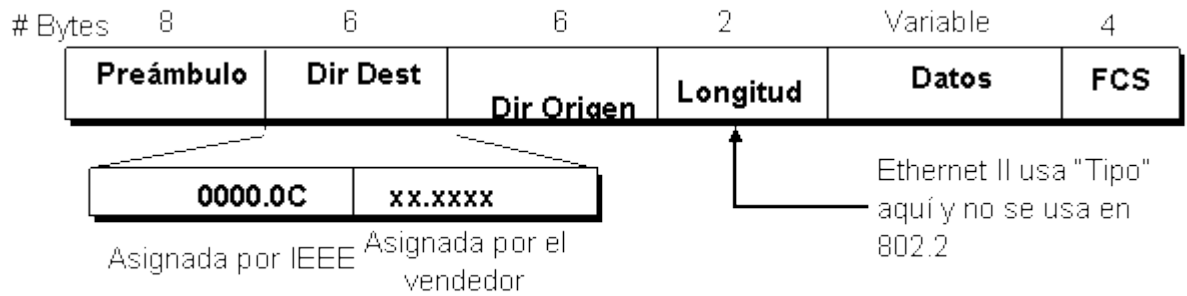 # Bytes 8 6 6 2 Variable 4
Preámbulo Dir Dest Dir Origen Longitud Datos FCS
0000.0C xx.xxxx
Asignada por IEEE
Asignada por el
vendedor
Ethernet II usa "Tipo"
aquí y no se usa en
802.2